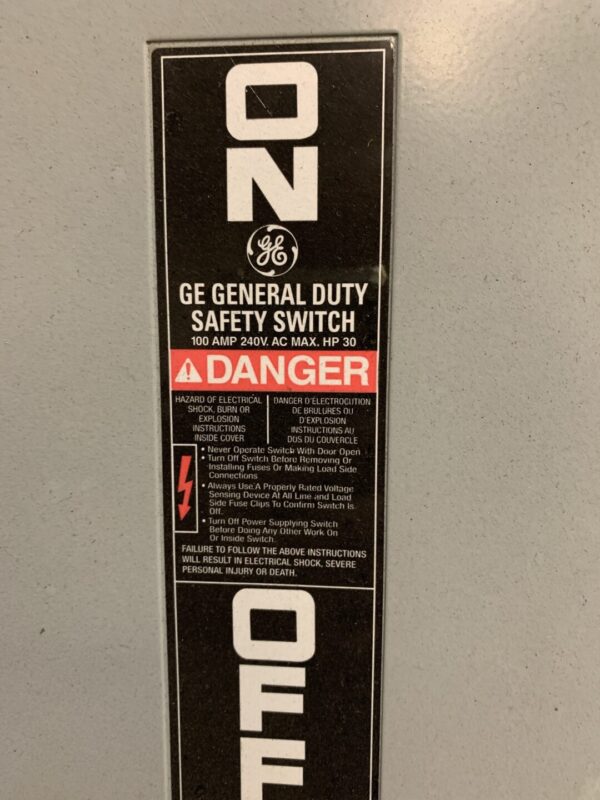 ON
GE
GE GENERAL DUTY
SAFETY SWITCH
100 AMP 240V. AC MAX. HP 30
DANGER
HAZARD OF ELECTRICAL
SHOCK, BURN OR
EXPLOSION
INSTRUCTIONS
INSIDE COVER
DANGER D'ÉLECTROCUTION
DE BRULURES OU
D'EXPLOSION
INSTRUCTIONS AU
DOS DU COUVERCLE
• Never Operate Switch With Door Open
• Turn Off Switch Before Removing Or
Installing Fuses Or Making Load Side
Connections
• Always Use A Properly Rated Voltage
Sensing Device At All Line and Load
Side Fuse Clips To Confirm Switch Is
Off.
• Turn Off Power Supplying Switch
Before Doing Any Other Work On
Or Inside Switch.
FAILURE TO FOLLOW THE ABOVE INSTRUCTIONS
WILL RESULT IN ELECTRICAL SHOCK, SEVERE
PERSONAL INJURY OR DEATH.
OFF